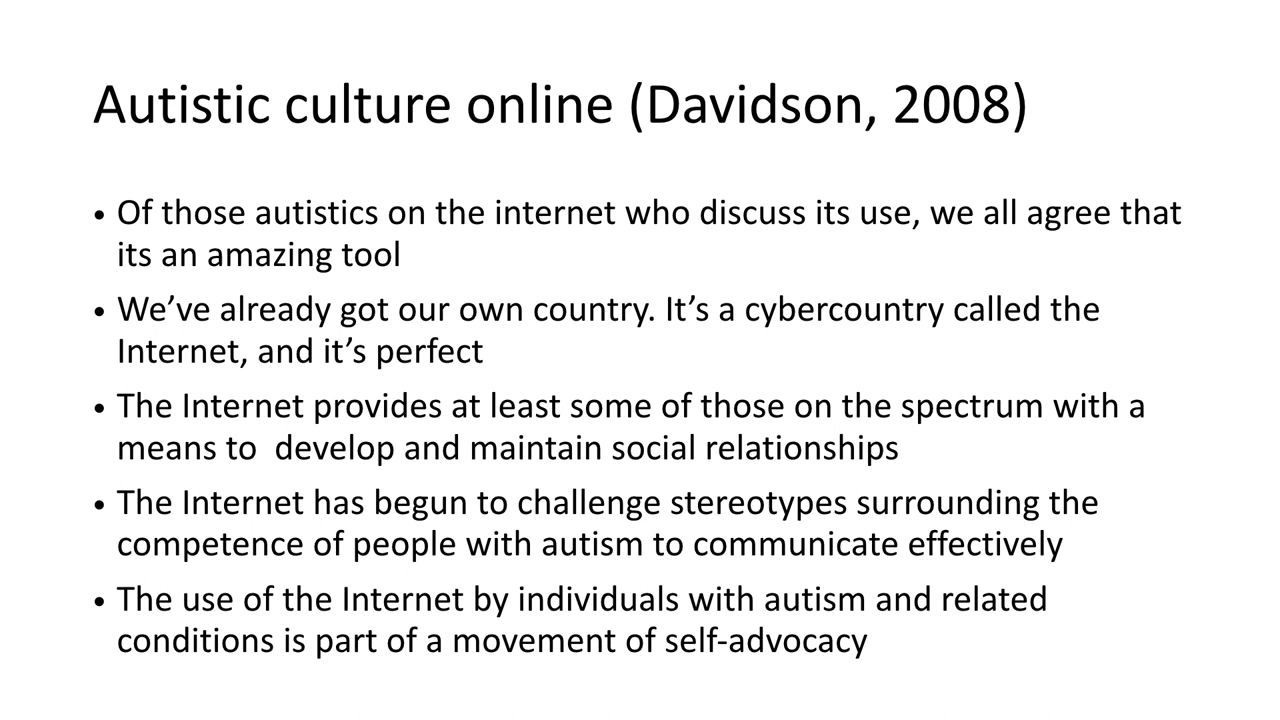 Autistic culture online (Davidson, 2008)
• Of those autistics on the internet who discuss its use, we all agree that
its an amazing tool
• We’ve already got our own country. It’s a cybercountry called the
Internet, and it’s perfect
• The Internet provides at least some of those on the spectrum with a
means to  develop and maintain social relationships
• The Internet has begun to challenge stereotypes surrounding the
competence of people with autism to communicate effectively
• The use of the Internet by individuals with autism and related
conditions is part of a movement of self-advocacy